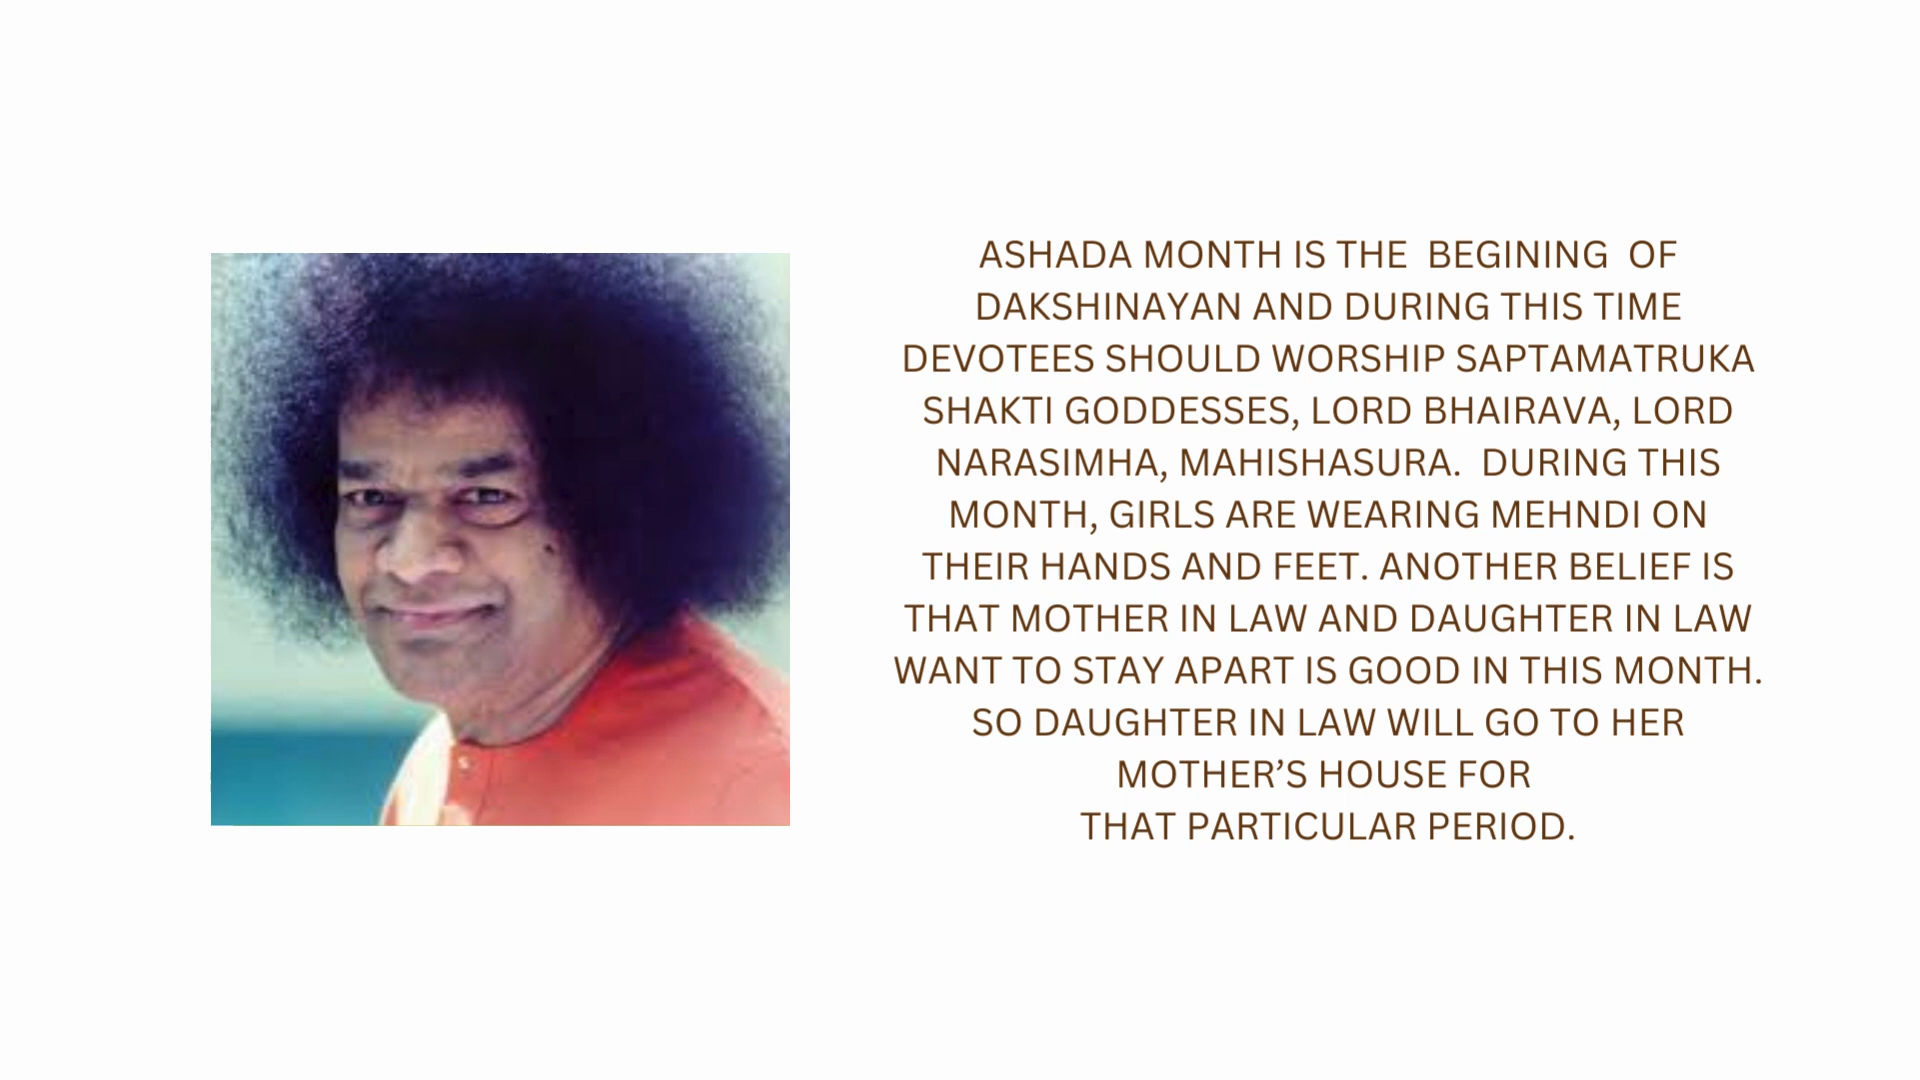 ASHADA MONTH IS THE  BEGINING  OF
DAKSHINAYAN AND DURING THIS TIME
DEVOTEES SHOULD WORSHIP SAPTAMATRUKA
SHAKTI GODDESSES, LORD BHAIRAVA, LORD
NARASIMHA, MAHISHASURA.  DURING THIS
MONTH, GIRLS ARE WEARING MEHNDI ON
THEIR HANDS AND FEET. ANOTHER BELIEF IS
THAT MOTHER IN LAW AND DAUGHTER IN LAW
WANT TO STAY APART IS GOOD IN THIS MONTH.
SO DAUGHTER IN LAW WILL GO TO HER
MOTHER’S HOUSE FOR
THAT PARTICULAR PERIOD.